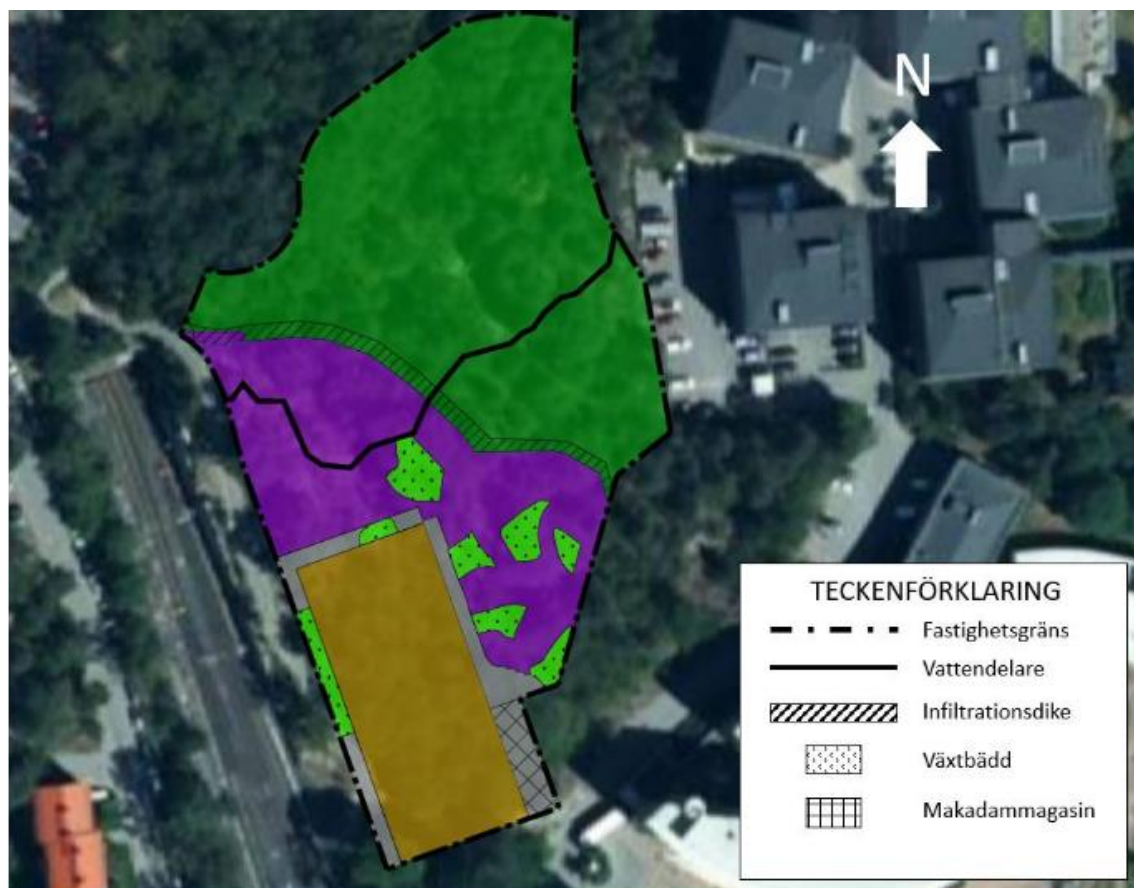 N
TECKENFÖRKLARING
Fastighetsgräns
Vattendelare
Infiltrationsdike
Växtbädd
Makadammagasin